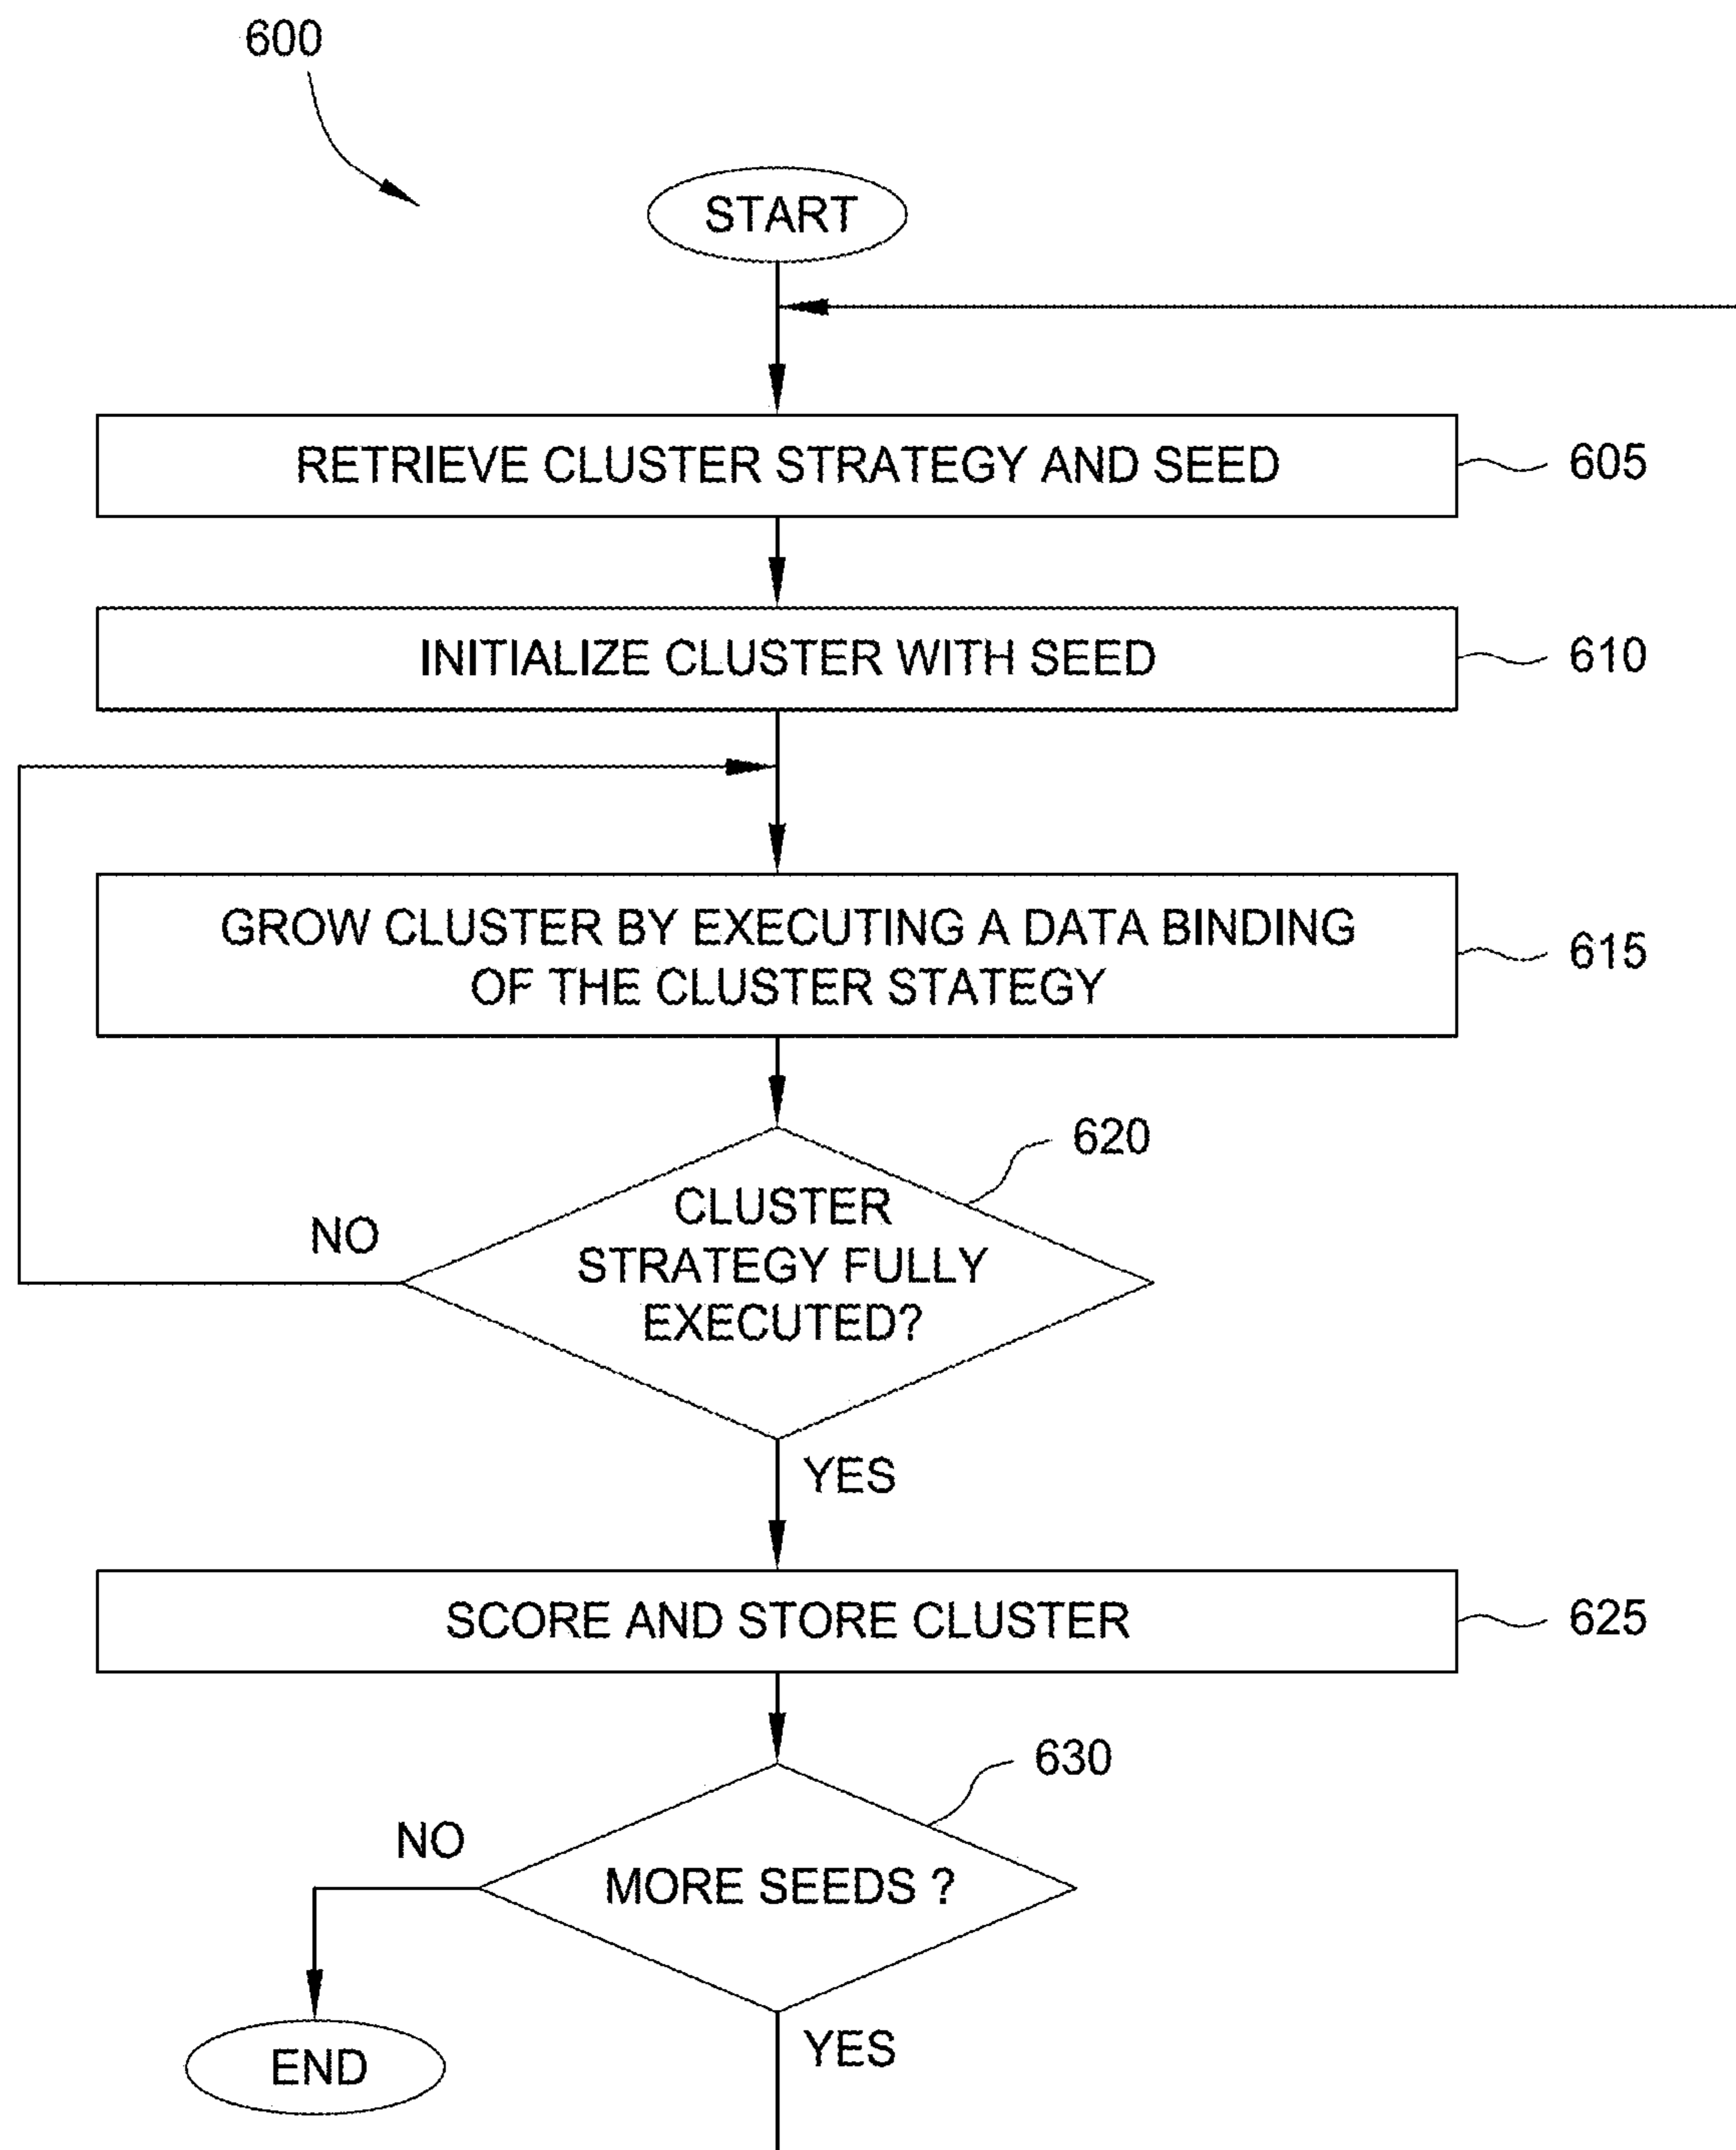 600
START
RETRIEVE CLUSTER STRATEGY AND SEED
605
INITIALIZE CLUSTER WITH SEED
610
GROW CLUSTER BY EXECUTING A DATA BINDING
OF THE CLUSTER STATEGY
615
620
CLUSTER
STRATEGY FULLY
EXECUTED?
NO
YES
SCORE AND STORE CLUSTER
625
630
MORE SEEDS ?
NO
YES
END